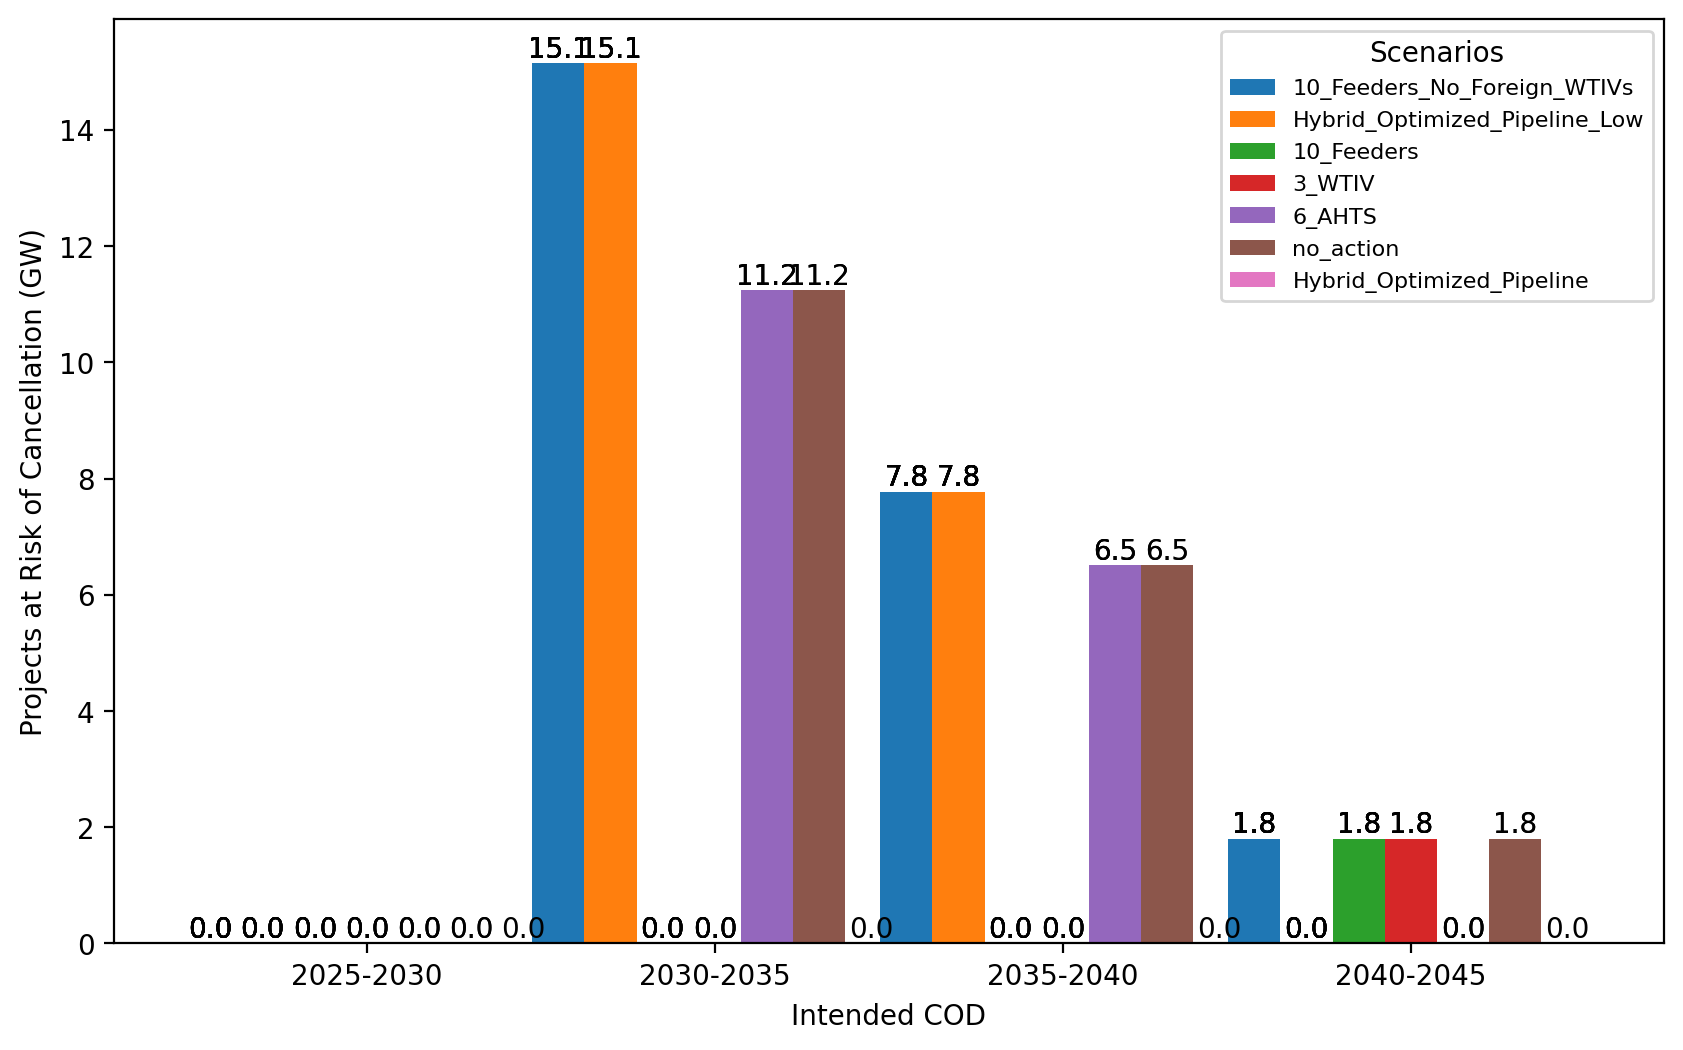 15.1 15.1
Scenarios
10_Feeders_No_Foreign_WTIVs
Hybrid_Optimized_Pipeline_Low
10_Feeders
3_WTIV
6_AHTS
no_action
Hybrid_Optimized_Pipeline
14
12
10
8
6
4
2
0
Projects at Risk of Cancellation (GW)
11.2 11.2
7.8 7.8
6.5 6.5
1.8 1.8 1.8 1.8
0.0 0.0 0.0 0.0 0.0 0.0 0.0 0.0 0.0 0.0 0.0 0.0 0.0 0.0 0.0 0.0
2025-2030 2030-2035 2035-2040 2040-2045
Intended COD